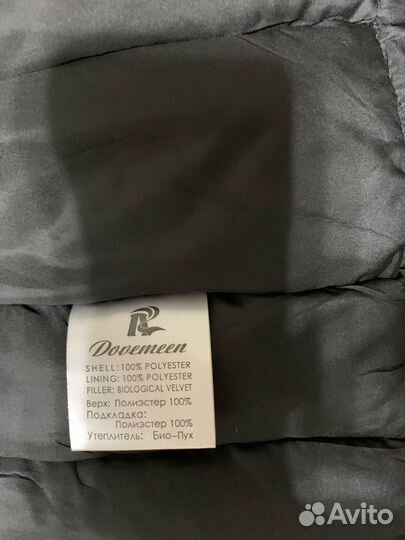 Dovemeen
SHELL:100% POLYESTER
LINING: 100% POLYESTER
FILLER: BIOLOGICAL VELVET
Верх: Полиэстер 100%
Подкладка:
Полиэстер 100%
Утеплитель: Био-Пух
Avito